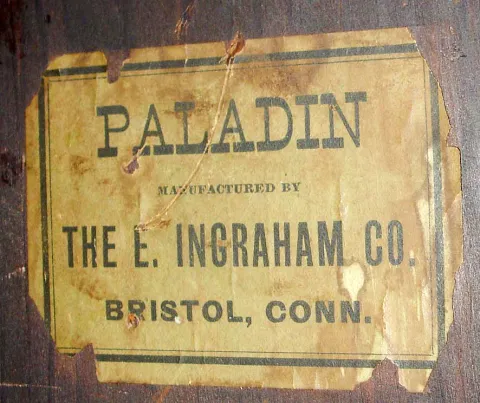 PALADIN
MANUFACTURED BY
THE E. INGRAHAM CO.
BRISTOL, CONN.